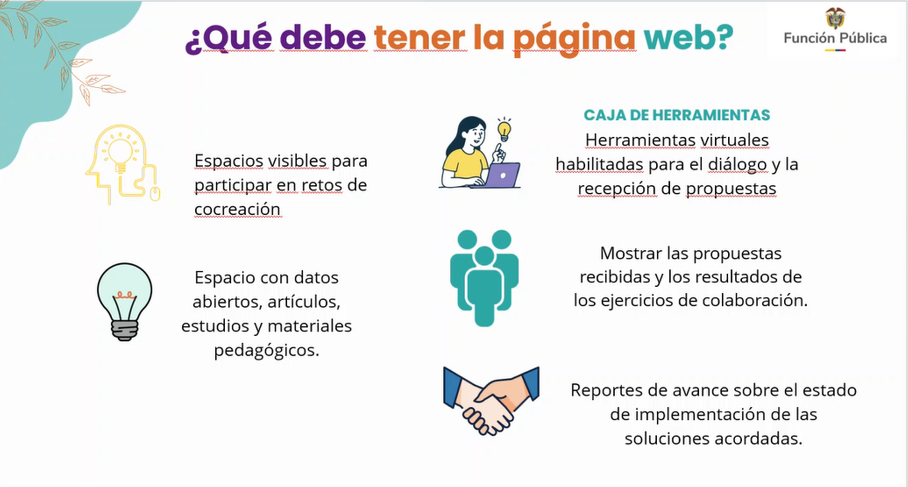 ¿Qué debe tener la página web?
Función Pública
Espacios visibles para
participar en retos de
cocreación
Espacio con datos
abiertos, artículos,
estudios y materiales
pedagógicos.
CAJA DE HERRAMIENTAS
Herramientas virtuales
habilitadas para el diálogo y la
recepción de propuestas
Mostrar las propuestas
recibidas y los resultados de
los ejercicios de colaboración.
Reportes de avance sobre el estado
de implementación de las
soluciones acordadas.